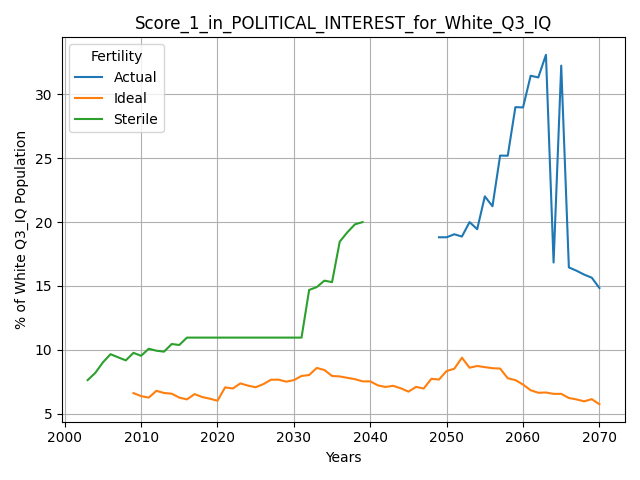 Score_1_in_POLITICAL_INTEREST_for_White_Q3_IQ
Fertility
Actual
Ideal
Sterile
% of White Q3_IQ Population
30
25
20
15
10
5
2000 2010 2020 2030 2040 2050 2060 2070
Years